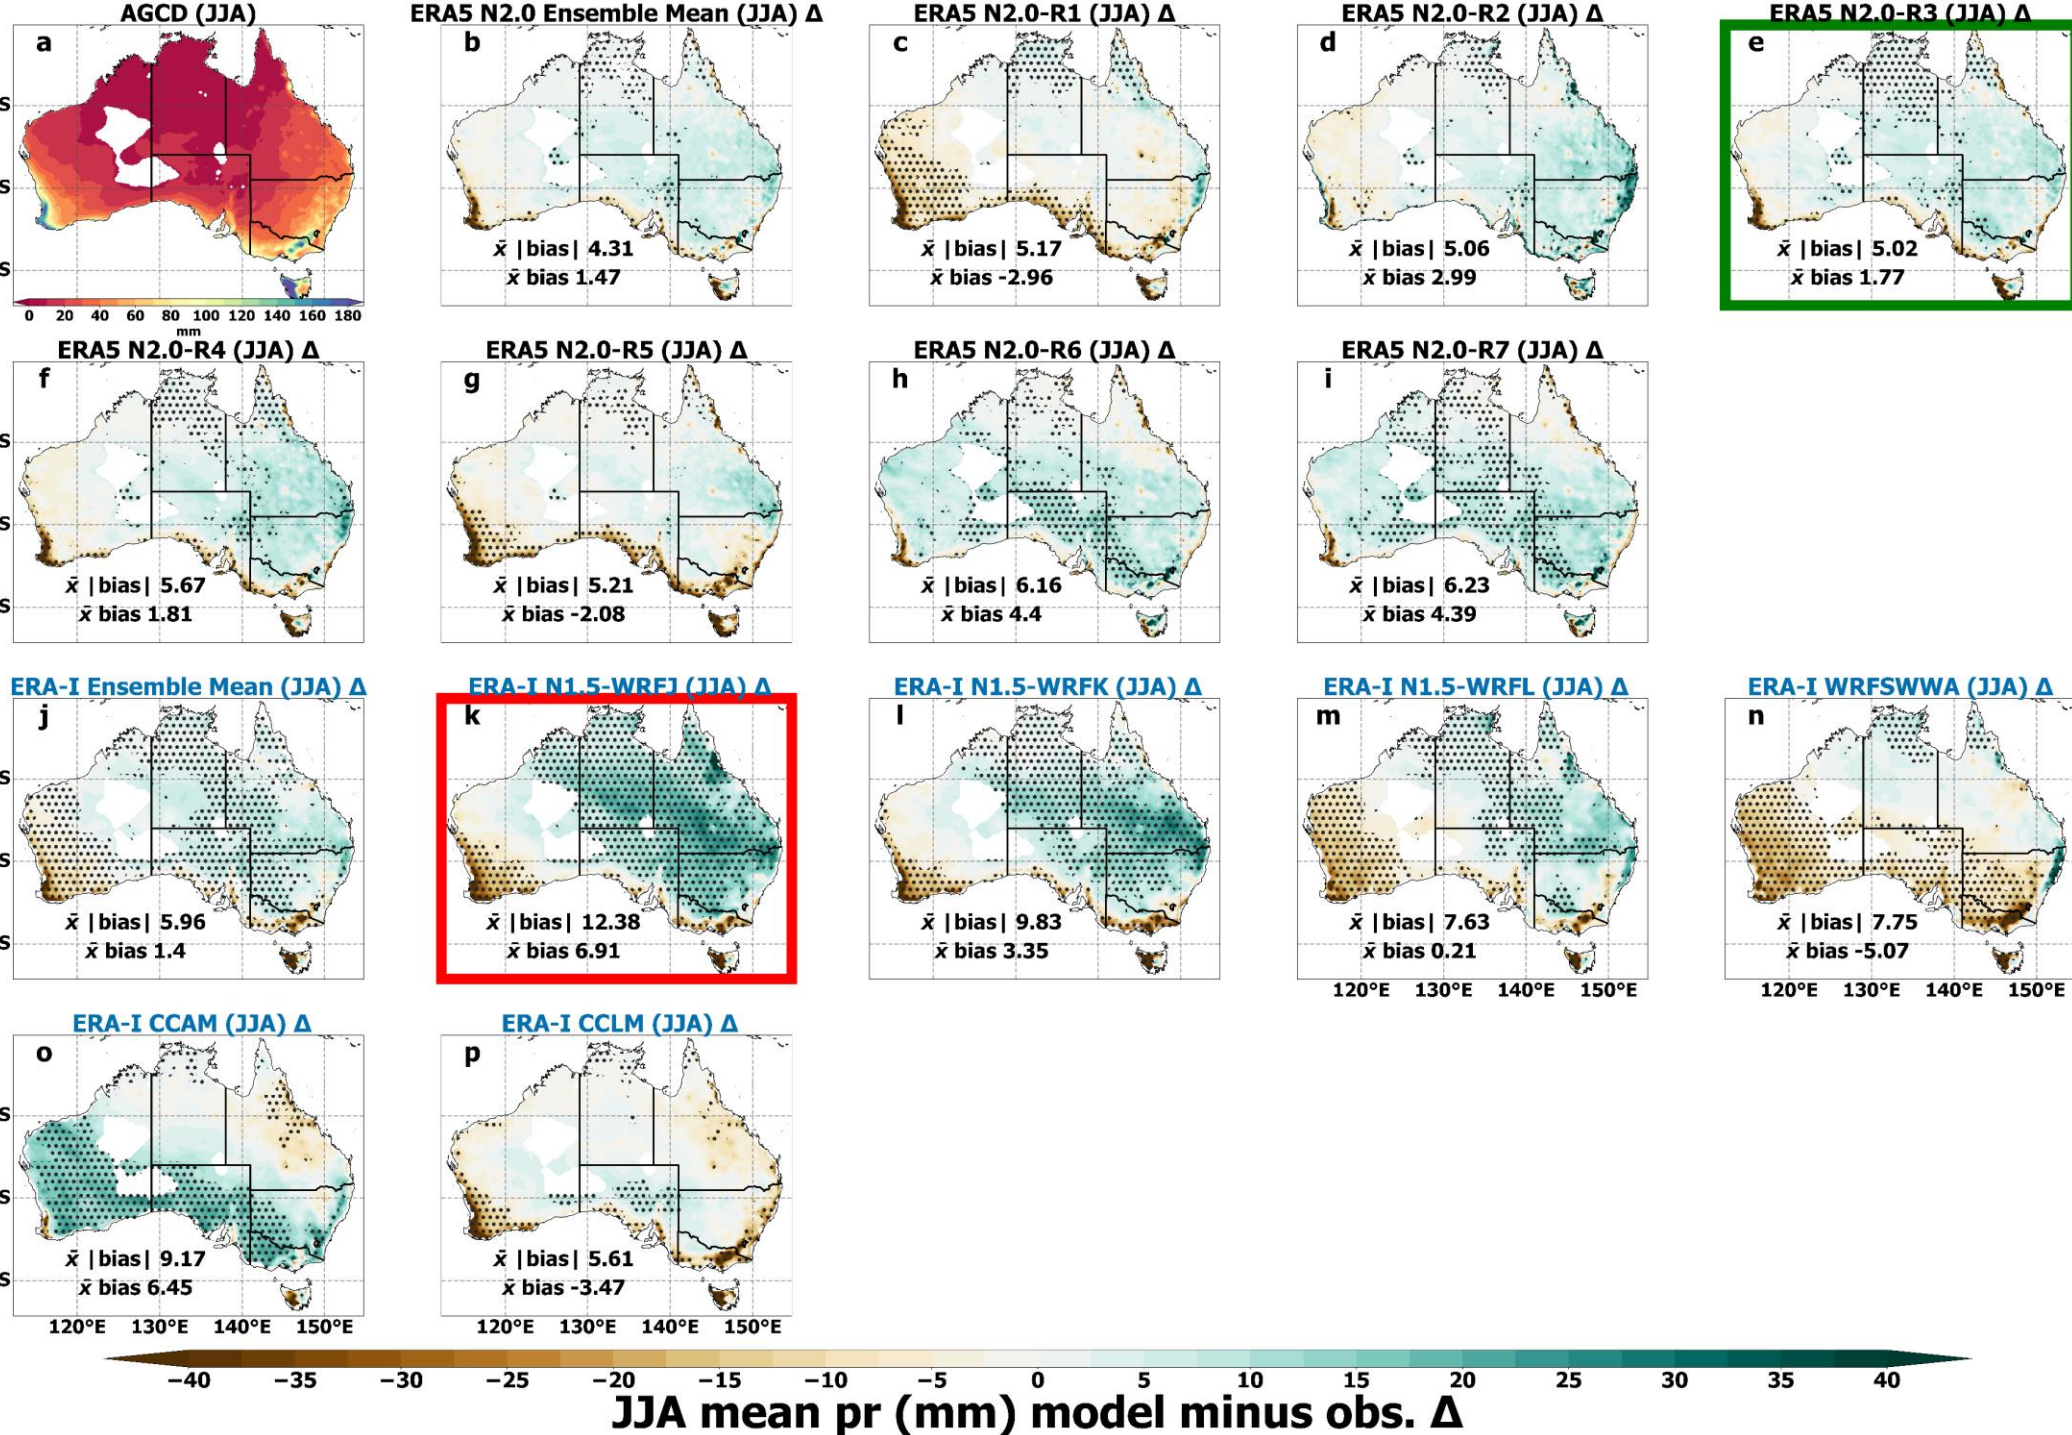 AGCD (JJA)
ERA5 N2.0 Ensemble Mean (JJA) Δ
ERA5 N2.0-R1 (JJA) Δ
ERA5 N2.0-R2 (JJA) Δ
ERA5 N2.0-R3 (JJA) Δ
a
b
c
d
e
S
S
S
x̄ |bias| 4.31
x̄ bias 1.47
x̄ |bias| 5.17
x̄ bias -2.96
x̄ |bias| 5.06
x̄ bias 2.99
x̄ |bias| 5.02
x̄ bias 1.77
0 20 40 60 80 100 120 140 160 180
mm
ERA5 N2.0-R4 (JJA) Δ
ERA5 N2.0-R5 (JJA) Δ
ERA5 N2.0-R6 (JJA) Δ
ERA5 N2.0-R7 (JJA) Δ
f
g
h
i
S
S
S
x̄ |bias| 5.67
x̄ bias 1.81
x̄ |bias| 5.21
x̄ bias -2.08
x̄ |bias| 6.16
x̄ bias 4.4
x̄ |bias| 6.23
x̄ bias 4.39
ERA-I Ensemble Mean (JJA) Δ
ERA-I N1.5-WRFJ (JJA) Δ
ERA-I N1.5-WRFK (JJA) Δ
ERA-I N1.5-WRFL (JJA) Δ
ERA-I WRFSWWA (JJA) Δ
j
k
l
m
n
S
S
S
x̄ |bias| 5.96
x̄ bias 1.4
x̄ |bias| 12.38
x̄ bias 6.91
x̄ |bias| 9.83
x̄ bias 3.35
x̄ |bias| 7.63
x̄ bias 0.21
x̄ |bias| 7.75
x̄ bias -5.07
120°E 130°E 140°E 150°E
120°E 130°E 140°E 150°E
ERA-I CCAM (JJA) Δ
ERA-I CCLM (JJA) Δ
o
p
S
S
S
x̄ |bias| 9.17
x̄ bias 6.45
x̄ |bias| 5.61
x̄ bias -3.47
120°E 130°E 140°E 150°E
120°E 130°E 140°E 150°E
−40 −35 −30 −25 −20 −15 −10 −5 0 5 10 15 20 25 30 35 40
JJA mean pr (mm) model minus obs. Δ